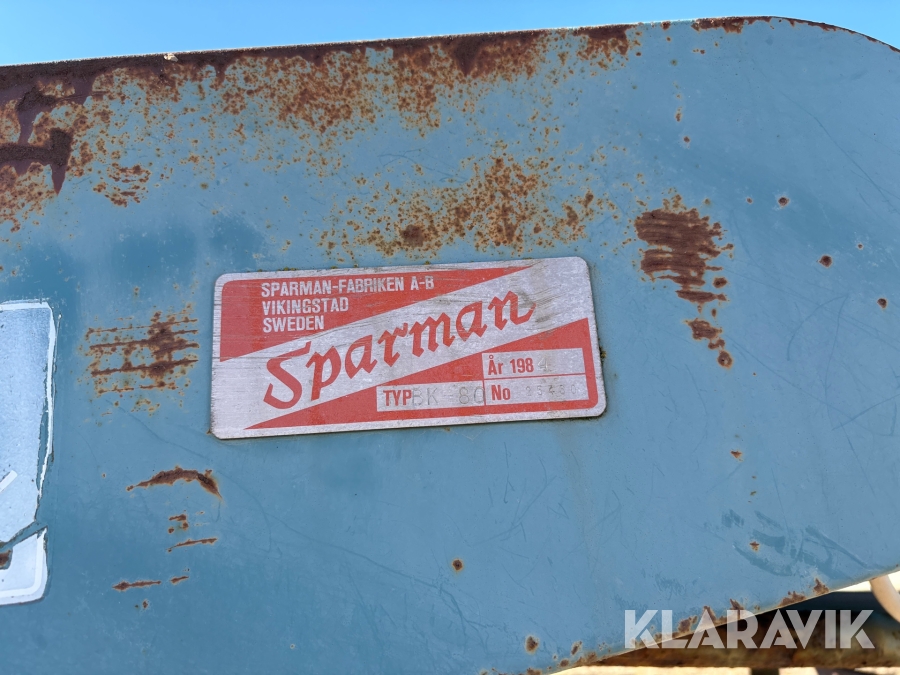 SPARMAN-FABRIKEN A-B
VIKINGSTAD
SWEDEN
Sparman
År 1984
TYP BK 80 No
KLARAVIK